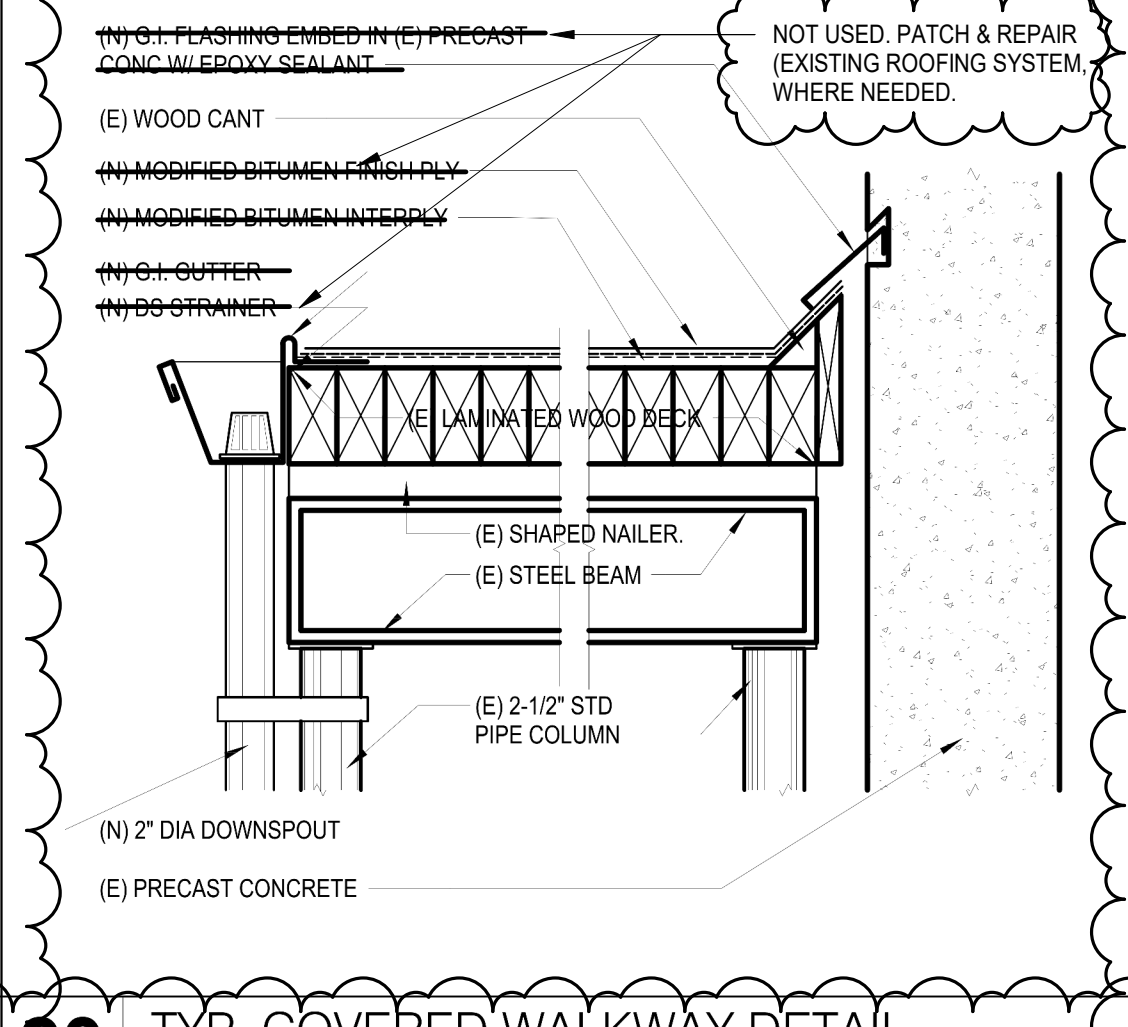 (N) G.I. FLASHING EMBED IN (E) PRECAST
CONC W/ EPOXY SEALANT
NOT USED. PATCH & REPAIR
(EXISTING ROOFING SYSTEM,
WHERE NEEDED.
(E) WOOD CANT
(N) MODIFIED BITUMEN FINISH PLY
(N) MODIFIED BITUMEN INTERPLY
(N) G.I. GUTTER
(N) DS STRAINER
(E) LAMINATED WOOD DECK
(E) SHAPED NAILER.
(E) STEEL BEAM
(E) 2-1/2" STD
PIPE COLUMN
(N) 2" DIA DOWNSPOUT
(E) PRECAST CONCRETE
TYP. COVERED WALKWAY DETAIL